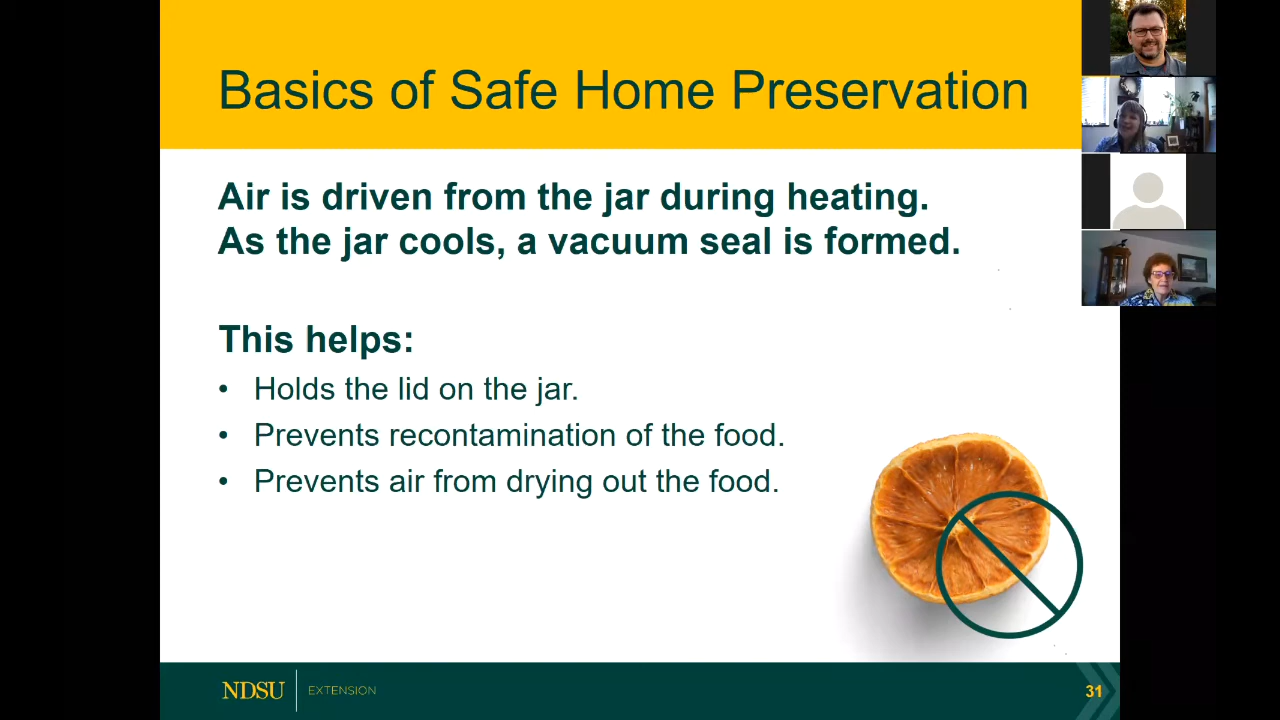 Basics of Safe Home Preservation
Air is driven from the jar during heating.
As the jar cools, a vacuum seal is formed.
This helps:
• Holds the lid on the jar.
• Prevents recontamination of the food.
• Prevents air from drying out the food.
NDSU EXTENSION
31